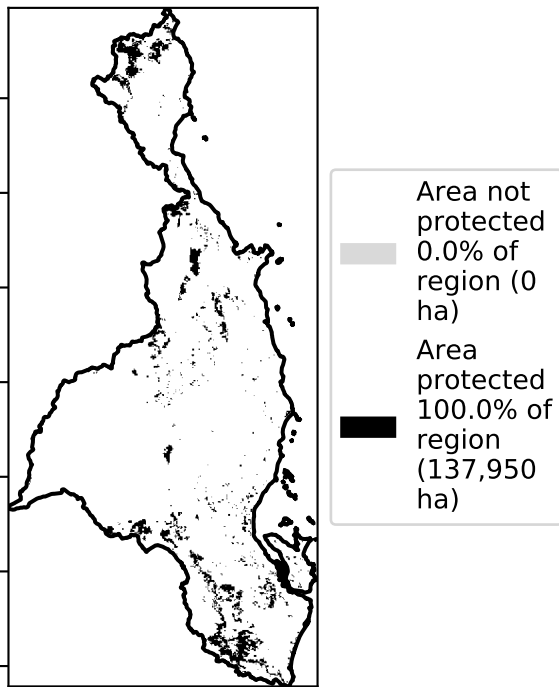 Area not
protected
0.0% of
region (0
ha)
Area
protected
100.0% of
region
(137,950
ha)